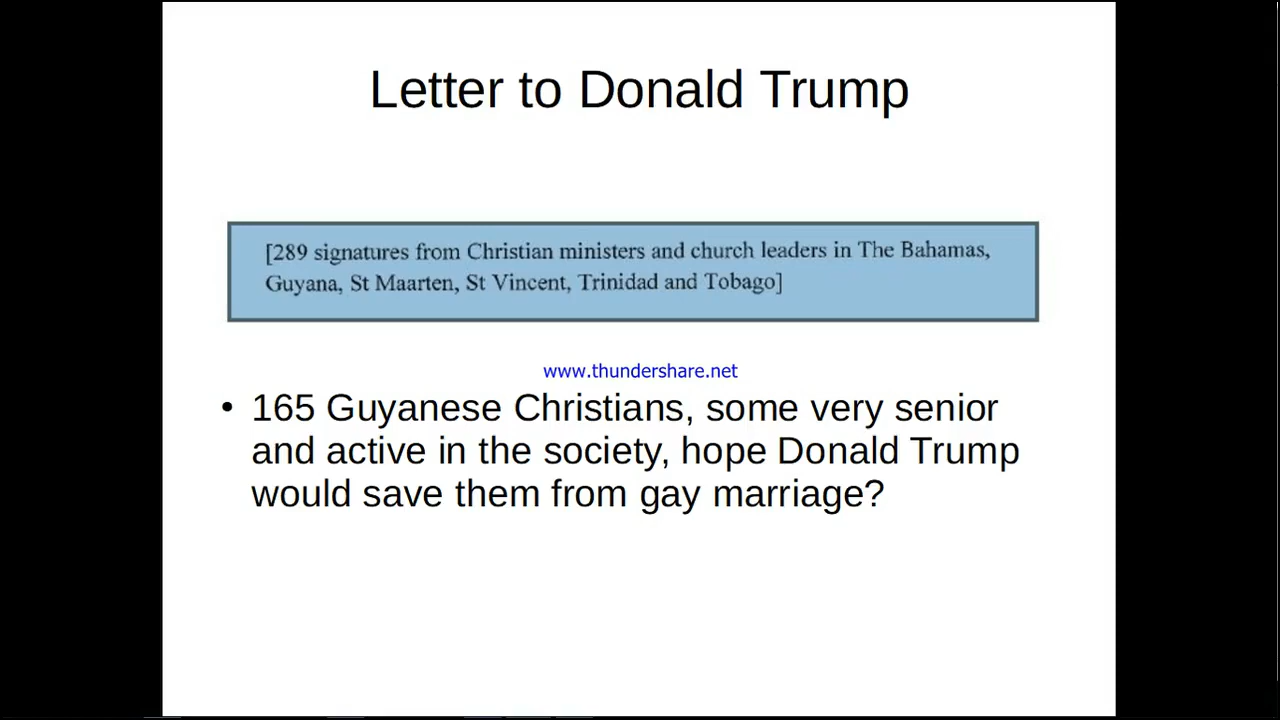 Letter to Donald Trump
[289 signatures from Christian ministers and church leaders in The Bahamas,
Guyana, St Maarten, St Vincent, Trinidad and Tobago]
www.thundershare.net
• 165 Guyanese Christians, some very senior
and active in the society, hope Donald Trump
would save them from gay marriage?